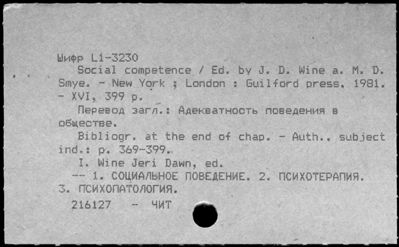 Шифр L1-3230
Social competence / Ed. by J. D. Wine a. M. D.
Smye. - New York ; London : Guilford press, 1981.
- XVI, 399 p.
Перевод загл.: Адекватность поведения в
обществе.
Bibliogr. at the end of chap. - Auth., subject
ind.: p. 369-399.
I. Wine Jeri Dawn, ed.
-- 1. СОЦИАЛЬНОЕ ПОВЕДЕНИЕ. 2. ПСИХОТЕРАПИЯ.
3. ПСИХОПАТОЛОГИЯ.
216127 - ЧИТ